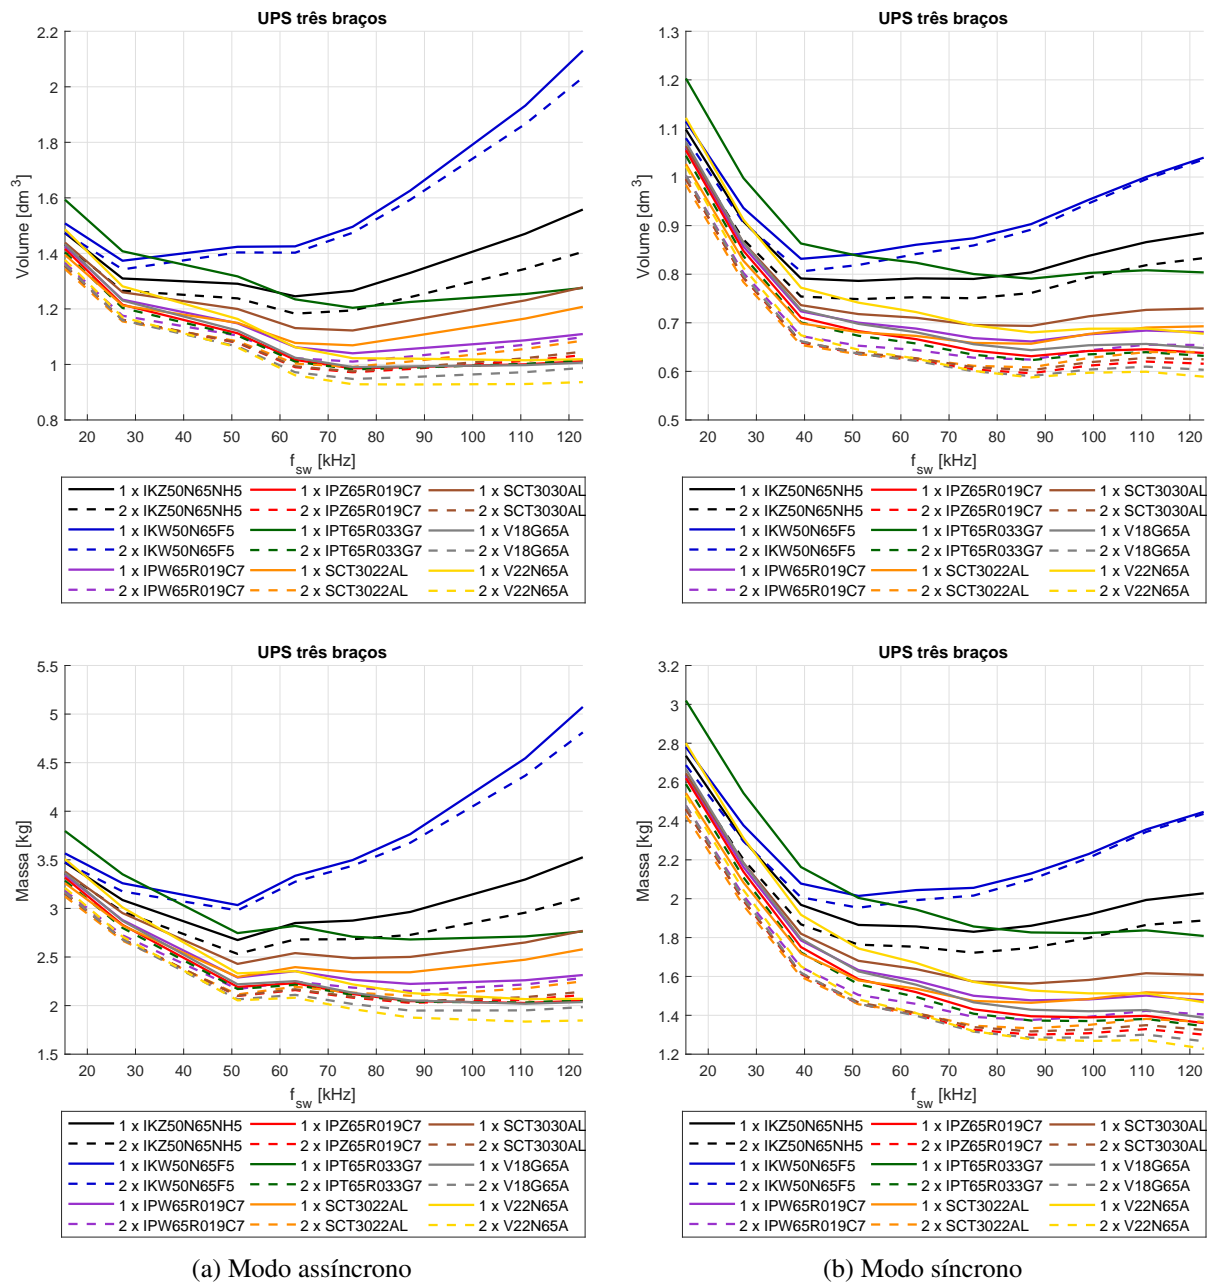 UPS três braços
2.2
2
1.8
1.6
1.4
1.2
1
0.8
Volume [dm³]
20 30 40 50 60 70 80 90 100 110 120
f_sw [kHz]
1 x IKZ50N65NH5 1 x IPZ65R019C7 1 x SCT3030AL
2 x IKZ50N65NH5 2 x IPZ65R019C7 2 x SCT3030AL
1 x IKW50N65F5 1 x IPT65R033G7 1 x V18G65A
2 x IKW50N65F5 2 x IPT65R033G7 2 x V18G65A
1 x IPW65R019C7 1 x SCT3022AL 1 x V22N65A
2 x IPW65R019C7 2 x SCT3022AL 2 x V22N65A
UPS três braços
1.3
1.2
1.1
1
0.9
0.8
0.7
0.6
0.5
Volume [dm³]
20 30 40 50 60 70 80 90 100 110 120
f_sw [kHz]
1 x IKZ50N65NH5 1 x IPZ65R019C7 1 x SCT3030AL
2 x IKZ50N65NH5 2 x IPZ65R019C7 2 x SCT3030AL
1 x IKW50N65F5 1 x IPT65R033G7 1 x V18G65A
2 x IKW50N65F5 2 x IPT65R033G7 2 x V18G65A
1 x IPW65R019C7 1 x SCT3022AL 1 x V22N65A
2 x IPW65R019C7 2 x SCT3022AL 2 x V22N65A
UPS três braços
5.5
5
4.5
4
3.5
3
2.5
2
1.5
Massa [kg]
20 30 40 50 60 70 80 90 100 110 120
f_sw [kHz]
1 x IKZ50N65NH5 1 x IPZ65R019C7 1 x SCT3030AL
2 x IKZ50N65NH5 2 x IPZ65R019C7 2 x SCT3030AL
1 x IKW50N65F5 1 x IPT65R033G7 1 x V18G65A
2 x IKW50N65F5 2 x IPT65R033G7 2 x V18G65A
1 x IPW65R019C7 1 x SCT3022AL 1 x V22N65A
2 x IPW65R019C7 2 x SCT3022AL 2 x V22N65A
UPS três braços
3.2
3
2.8
2.6
2.4
2.2
2
1.8
1.6
1.4
1.2
Massa [kg]
20 30 40 50 60 70 80 90 100 110 120
f_sw [kHz]
1 x IKZ50N65NH5 1 x IPZ65R019C7 1 x SCT3030AL
2 x IKZ50N65NH5 2 x IPZ65R019C7 2 x SCT3030AL
1 x IKW50N65F5 1 x IPT65R033G7 1 x V18G65A
2 x IKW50N65F5 2 x IPT65R033G7 2 x V18G65A
1 x IPW65R019C7 1 x SCT3022AL 1 x V22N65A
2 x IPW65R019C7 2 x SCT3022AL 2 x V22N65A
(a) Modo assíncrono
(b) Modo síncrono